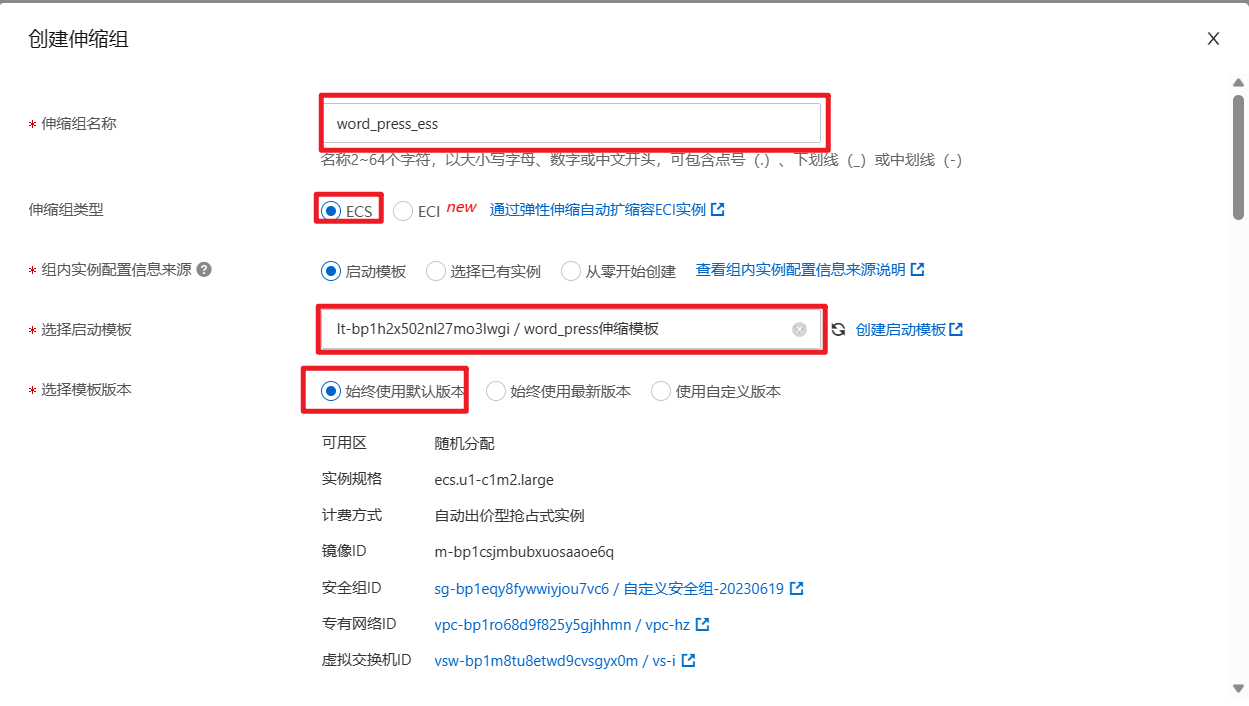 创建伸缩组
* 伸缩组名称 word_press_ess
名称2~64个字符，以大小写字母、数字或中文开头，可包含点号（.）、下划线（_）或中划线（-）
伸缩组类型 ECS ECI new 通过弹性伸缩自动扩缩容ECI实例
* 组内实例配置信息来源 ? 启动模板 选择已有实例 从零开始创建 查看组内实例配置信息来源说明
* 选择启动模板 lt-bp1h2x502nl27mo3lwgi / word_press伸缩模板 创建启动模板
* 选择模板版本 始终使用默认版本 始终使用最新版本 使用自定义版本
可用区 随机分配
实例规格 ecs.u1-c1m2.large
计费方式 自动出价型抢占式实例
镜像ID m-bp1csjmbubxuosaaoe6q
安全组ID sg-bp1eqy8fywwiyjou7vc6 / 自定义安全组-20230619
专有网络ID vpc-bp1ro68d9f825y5gjhhmn / vpc-hz
虚拟交换机ID vsw-bp1m8tu8etwd9cvsgyx0m / vs-i